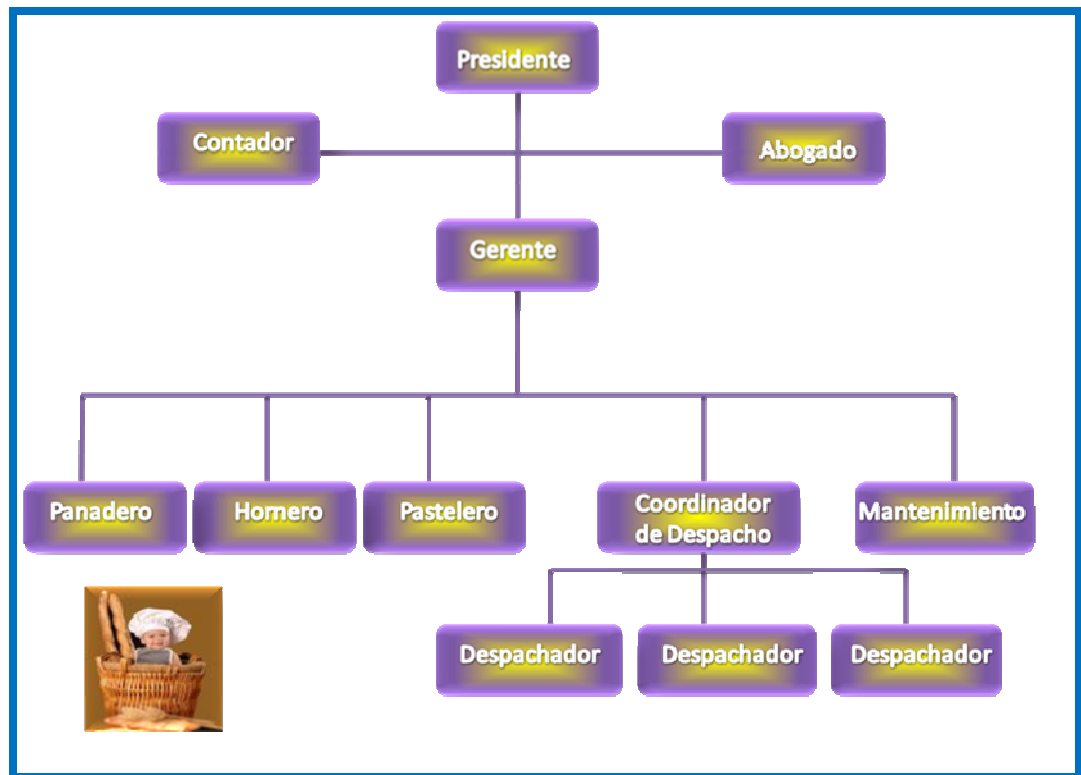 Presidente
Contador
Abogado
Gerente
Panadero
Hornero
Pastelero
Coordinador
de Despacho
Mantenimiento
Despachador
Despachador
Despachador